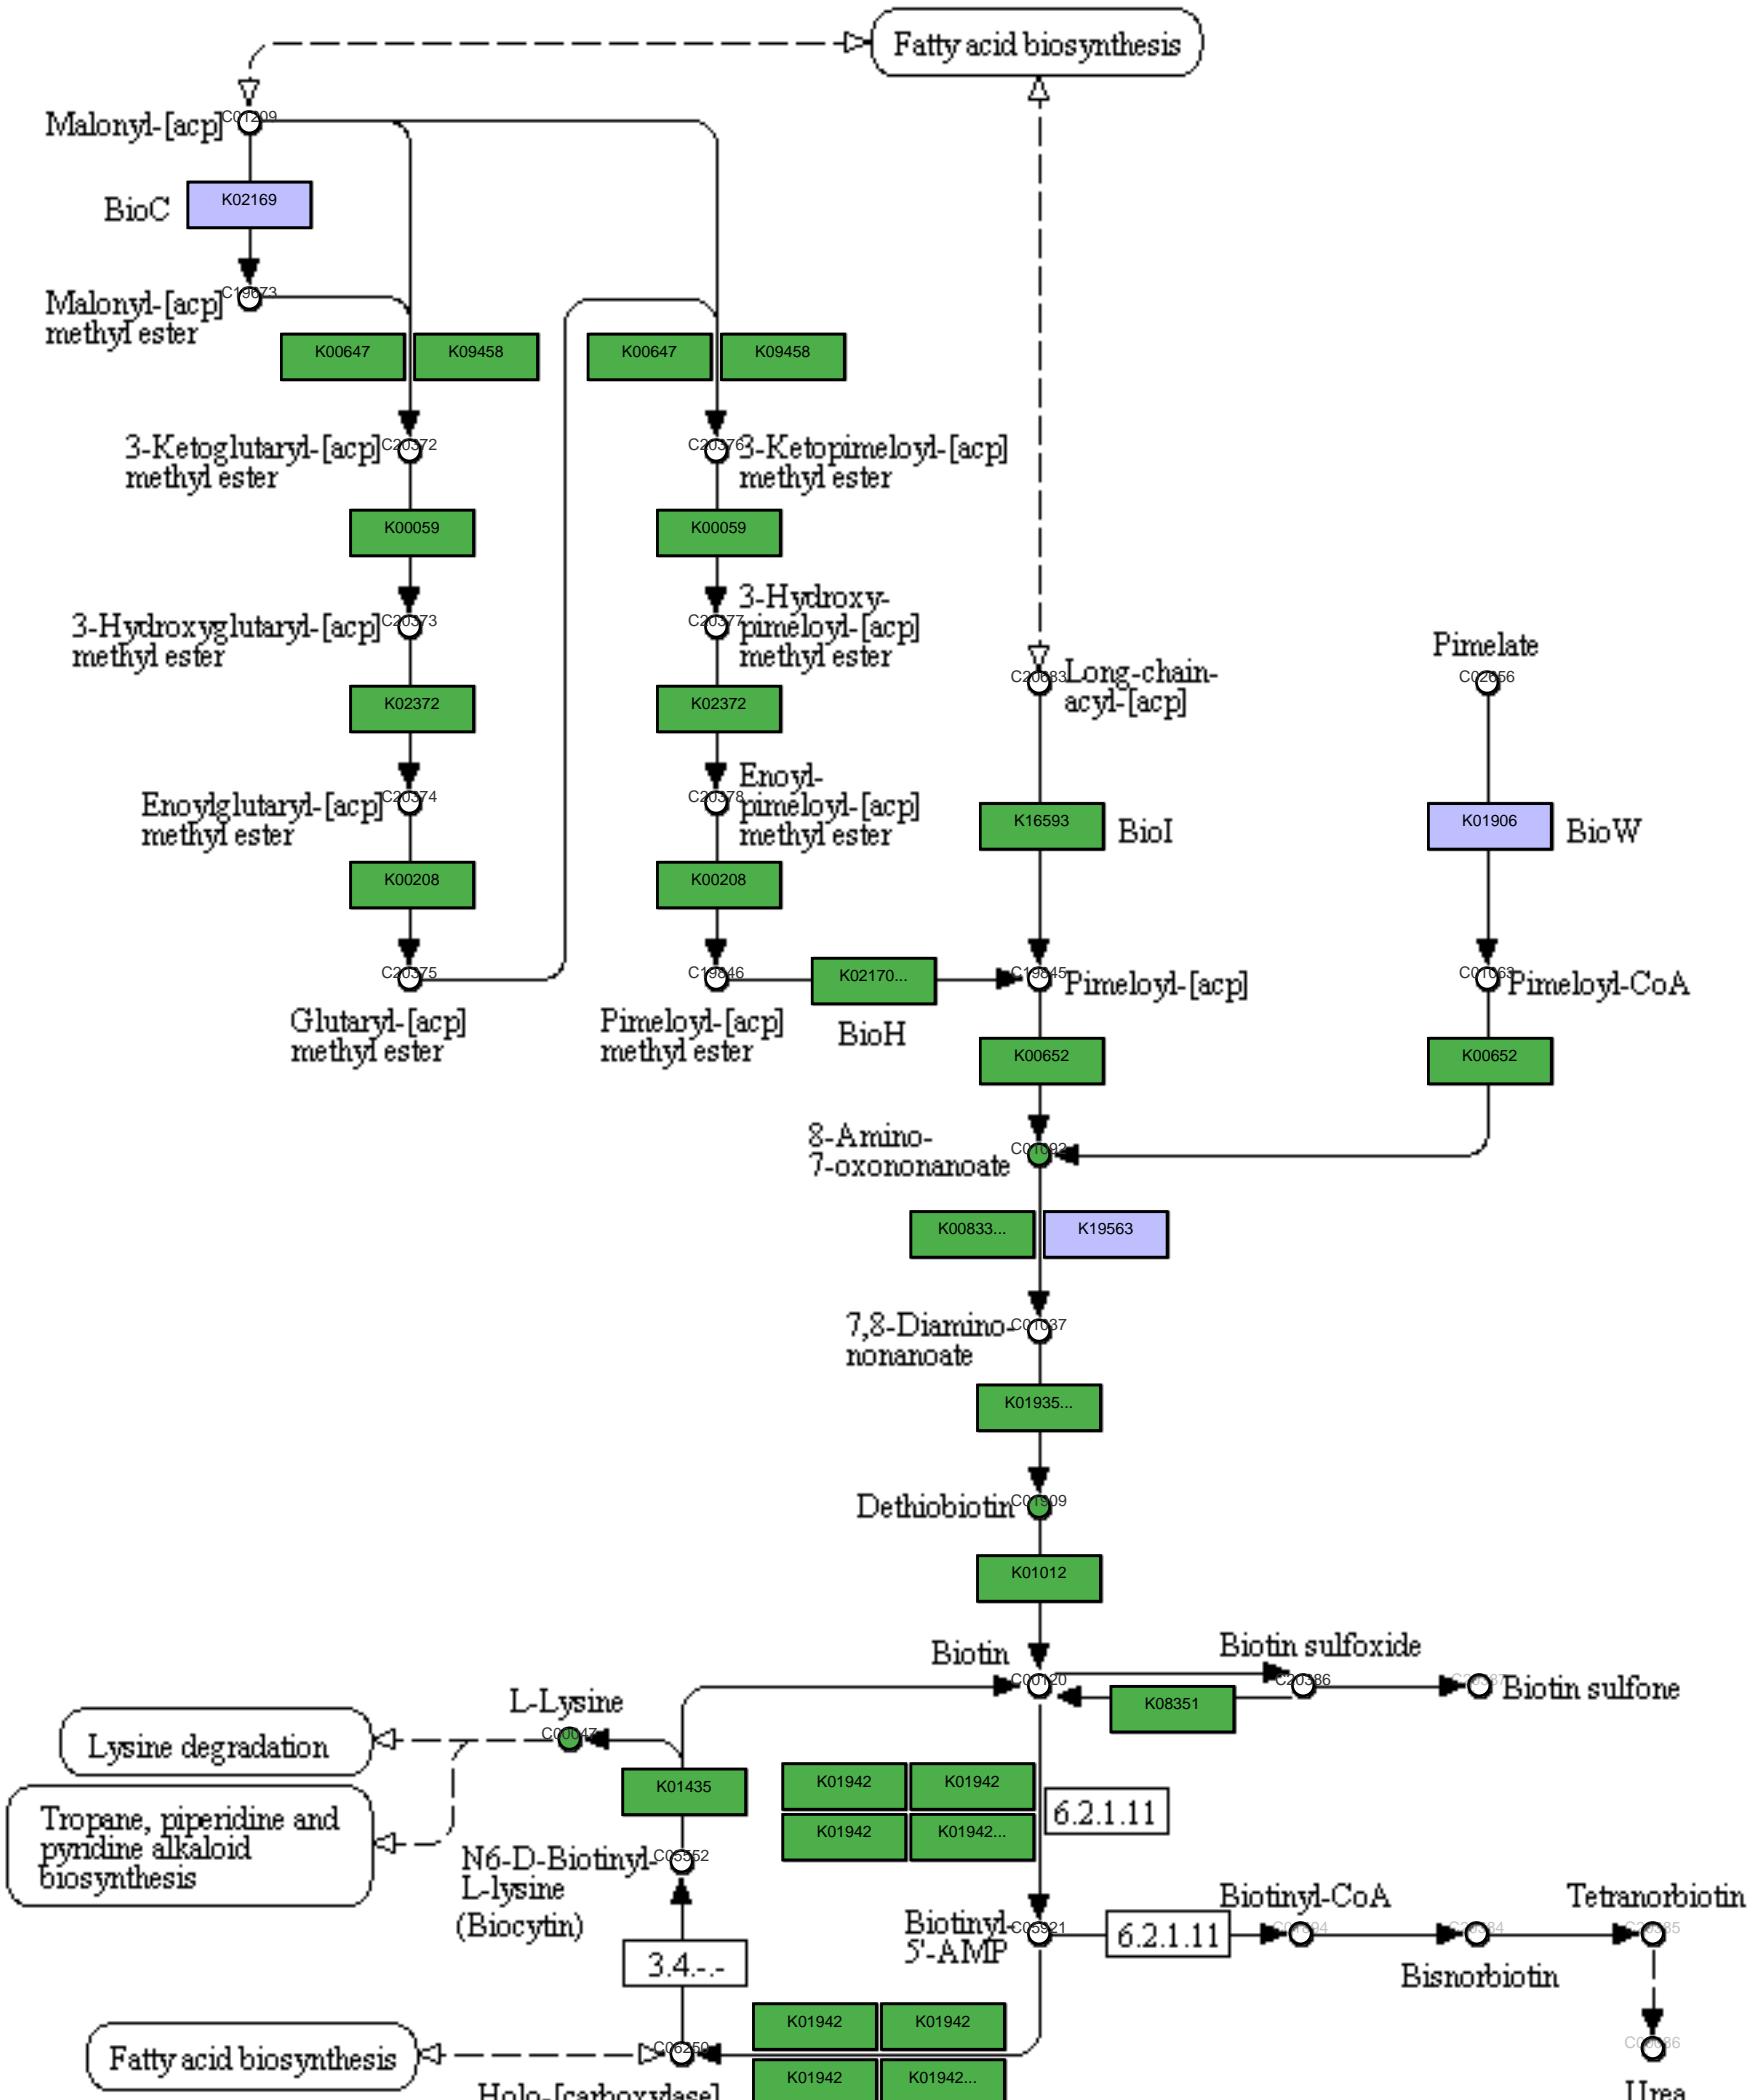 Fatty acid biosynthesis
Malonyl-[acp]
C01209
BioC
K02169
Malonyl-[acp]
methyl ester
C19673
K00647
K09458
K00647
K09458
3-Ketoglutaryl-[acp]
methyl ester
C20372
C20376
3-Ketopimeloyl-[acp]
methyl ester
K00059
K00059
3-Hydroxyglutaryl-[acp]
methyl ester
C20373
C20377
3-Hydroxy-
pimeloyl-[acp]
methyl ester
C20683
Long-chain-
acyl-[acp]
Pimelate
C02656
K02372
K02372
Enoylglutaryl-[acp]
methyl ester
C20374
C20378
Enoyl-
pimeloyl-[acp]
methyl ester
K16593
BioI
K01906
BioW
K00208
K00208
C20375
C19846
K02170...
C19845
Pimeloyl-[acp]
C01063
Pimeloyl-CoA
Glutaryl-[acp]
methyl ester
Pimeloyl-[acp]
methyl ester
BioH
K00652
K00652
8-Amino-
7-oxononanoate
C01092
K00833...
K19563
7,8-Diamino-
nonanoate
C01037
K01935...
Dethiobiotin
C01909
K01012
Biotin
C00120
Biotin sulfoxide
C20386
Biotin sulfone
K08351
L-Lysine
C00047
Lysine degradation
K01435
K01942
K01942
6.2.1.11
K01942
K01942...
Tropane, piperidine and
pyridine alkaloid
biosynthesis
N6-D-Biotinyl-
L-lysine
(Biocytin)
C05552
Biotinyl-
5'-AMP
C05921
6.2.1.11
Biotinyl-CoA
Bisnorbiotin
Tetranorbiotin
3.4.-.-
K01942
K01942
Fatty acid biosynthesis
C06250
K01942
K01942...
Holo-[carboxylase]
Urea